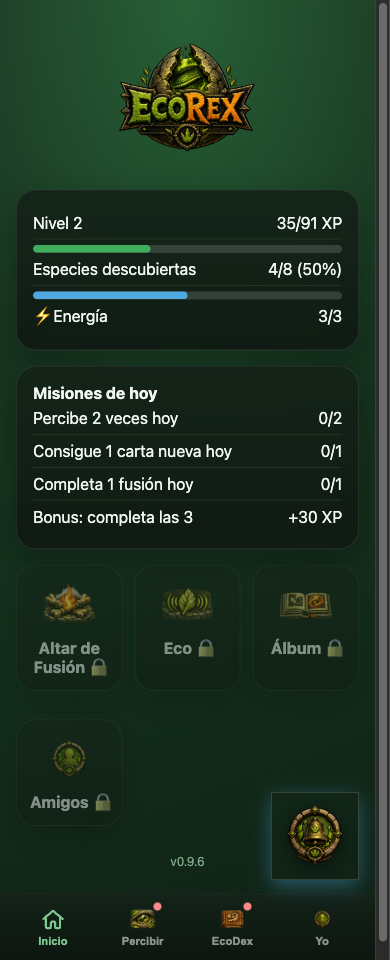 ECOREX
Nivel 2 35/91 XP
Especies descubiertas 4/8 (50%)
⚡Energía 3/3
Misiones de hoy
Percibe 2 veces hoy 0/2
Consigue 1 carta nueva hoy 0/1
Completa 1 fusión hoy 0/1
Bonus: completa las 3 +30 XP
Altar de
Fusión 🔒
Eco 🔒
Álbum 🔒
Amigos 🔒
v0.9.6
Inicio Percibir EcoDex Yo